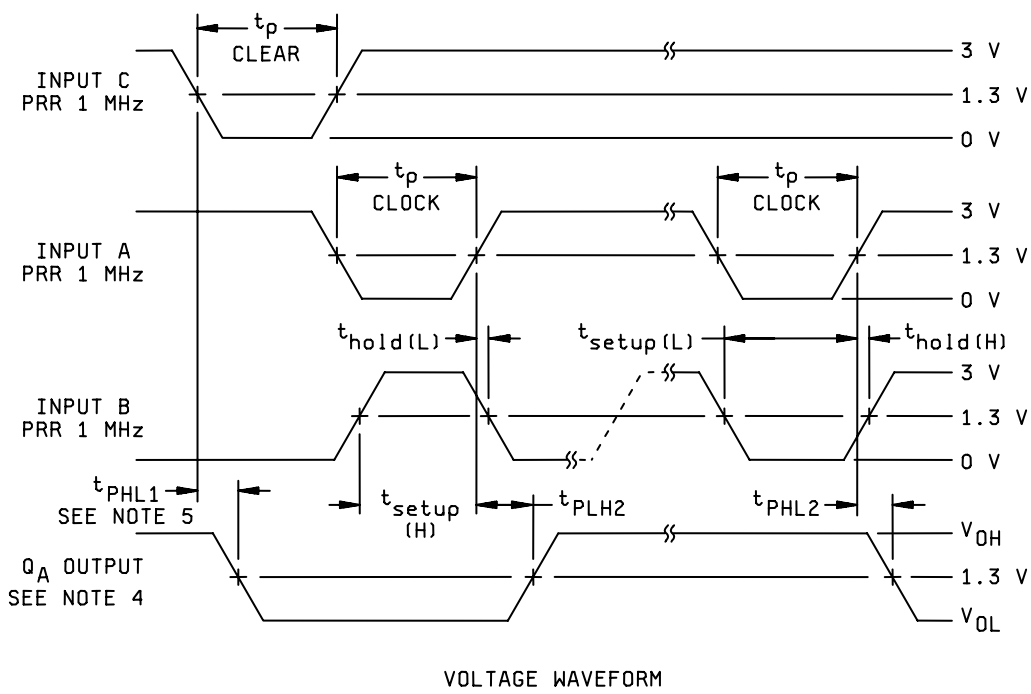 tp
CLEAR
3 V
INPUT C
PRR 1 MHz
1.3 V
0 V
tp
CLOCK
tp
CLOCK
3 V
INPUT A
PRR 1 MHz
1.3 V
0 V
thold(L)
tsetup(L)
thold(H)
3 V
INPUT B
PRR 1 MHz
1.3 V
0 V
tPHL1
SEE NOTE 5
tsetup
(H)
tPLH2
tPHL2
VOH
QA OUTPUT
SEE NOTE 4
1.3 V
VOL
VOLTAGE WAVEFORM